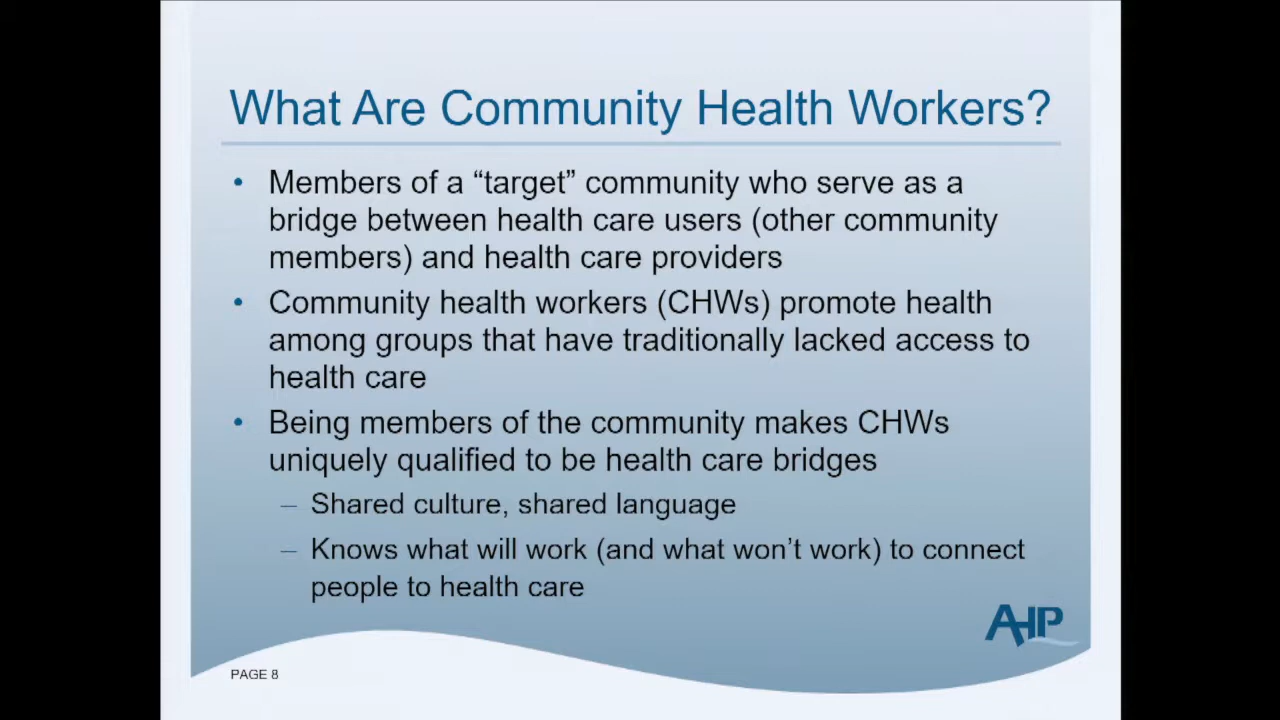 What Are Community Health Workers?
• Members of a “target” community who serve as a
bridge between health care users (other community
members) and health care providers
• Community health workers (CHWs) promote health
among groups that have traditionally lacked access to
health care
• Being members of the community makes CHWs
uniquely qualified to be health care bridges
– Shared culture, shared language
– Knows what will work (and what won’t work) to connect
people to health care
AHP
PAGE 8